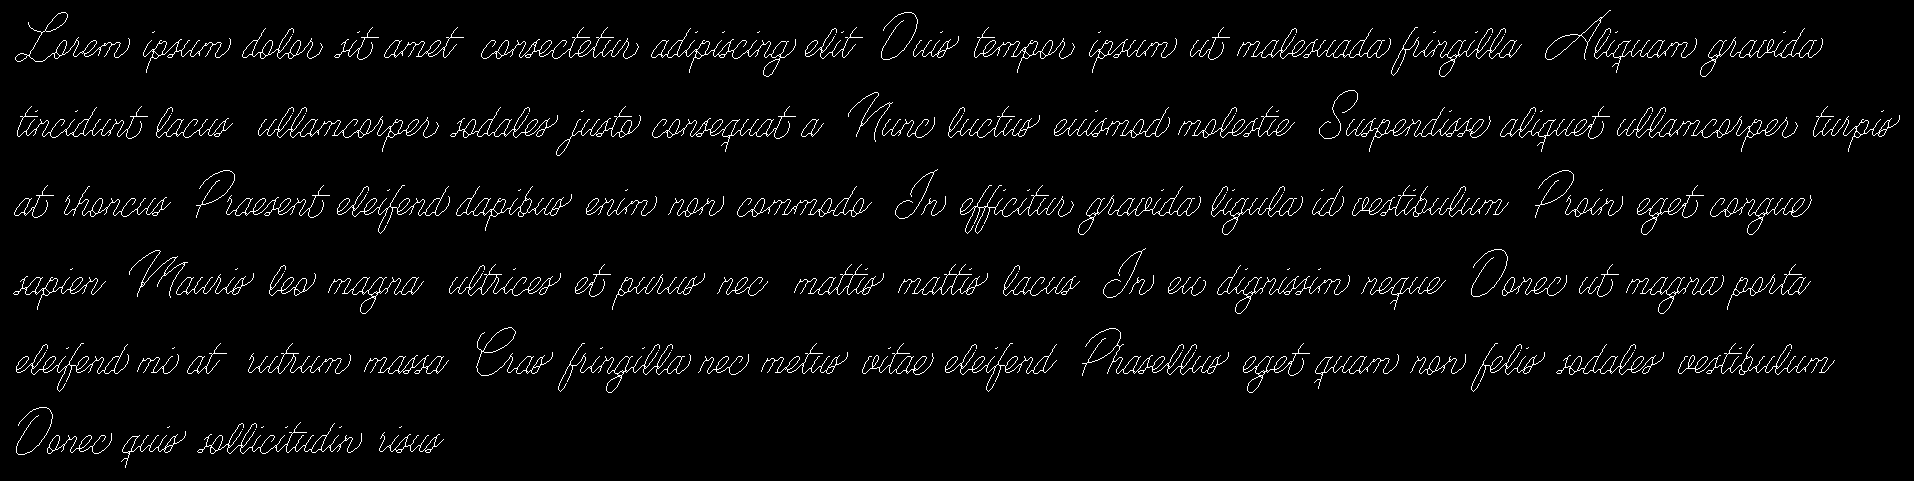 Lorem ipsum dolor sit amet consectetur adipiscing elit Duis tempor ipsum ut malesuada fringilla Aliquam gravida
tincidunt lacus ullamcorper sodales justo consequat a Nunc luctus euismod molestie Suspendisse aliquet ullamcorper turpis
at rhoncus Praesent eleifend dapibus enim non commodo In efficitur gravida ligula id vestibulum Proin eget congue
sapien Mauris leo magna ultrices et purus nec mattis mattis lacus In eu dignissim neque Donec ut magna porta
eleifend mi at rutrum massa Cras fringilla nec metus vitae eleifend Phasellus eget quam non felis sodales vestibulum
Donec quis sollicitudin risus